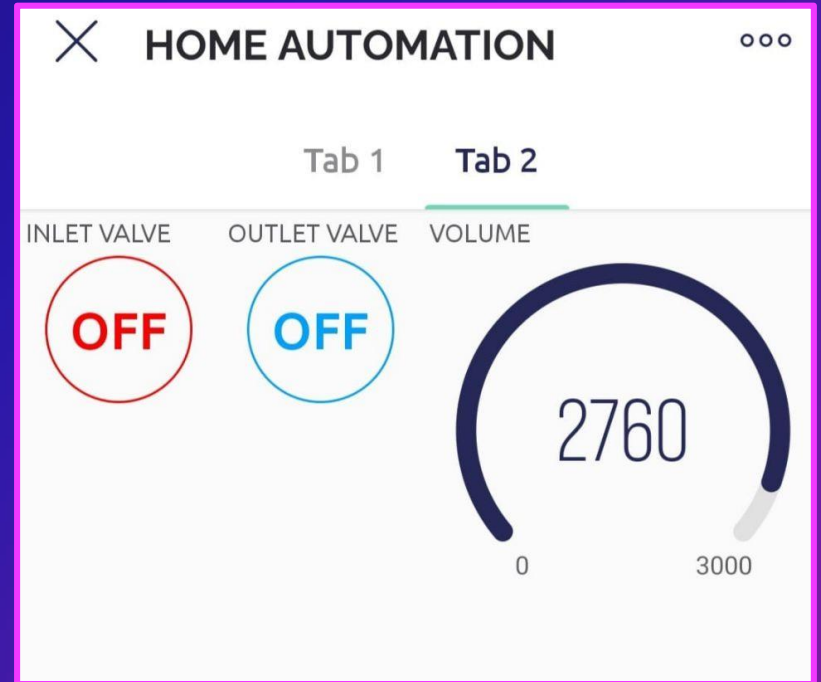 HOME AUTOMATION
Tab 1 Tab 2
INLET VALVE OUTLET VALVE VOLUME
OFF OFF 2760
0 3000